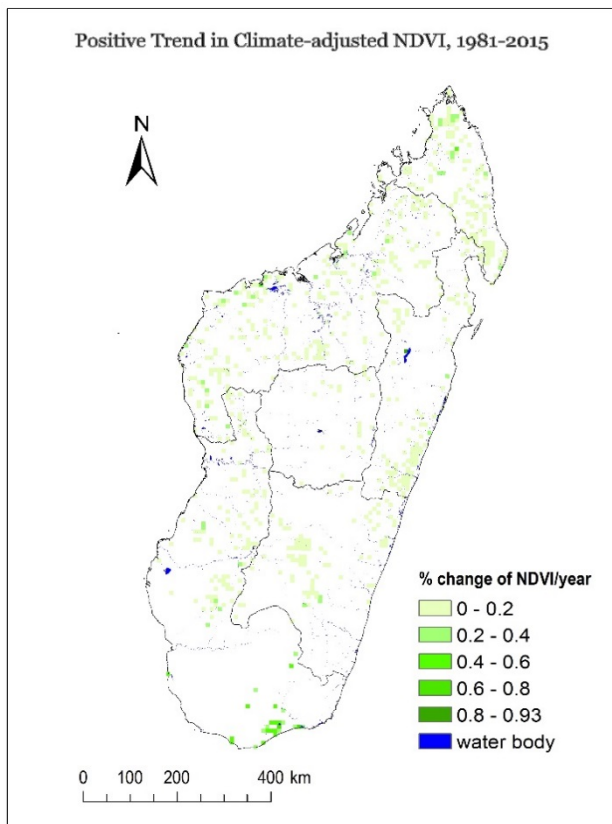 Positive Trend in Climate-adjusted NDVI, 1981-2015
N
% change of NDVI/year
0 - 0.2
0.2 - 0.4
0.4 - 0.6
0.6 - 0.8
0.8 - 0.93
water body
0 100 200 400 km